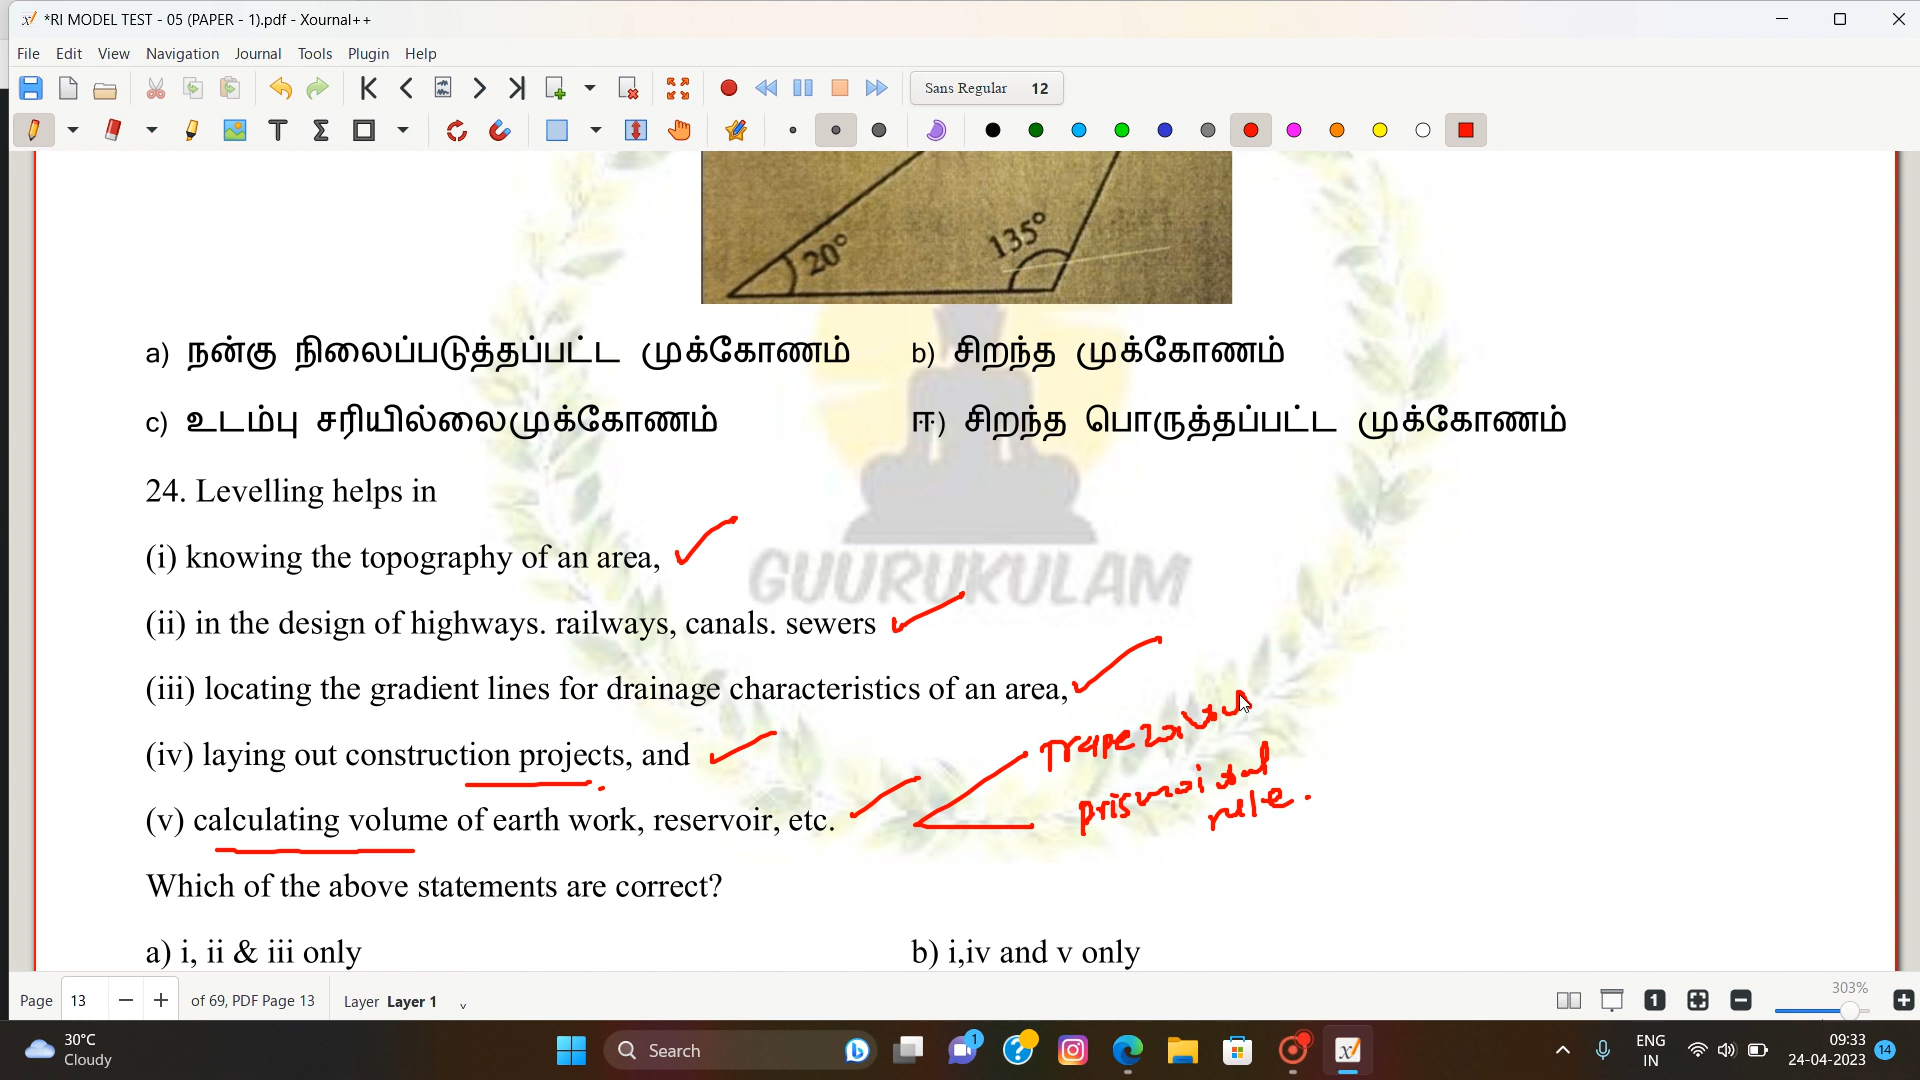 *RI MODEL TEST - 05 (PAPER - 1).pdf - Xournal++
File Edit View Navigation Journal Tools Plugin Help
Sans Regular 12
20°
135°
a) நன்கு நிலைப்படுத்தப்பட்ட முக்கோணம் b) சிறந்த முக்கோணம்
c) உடம்பு சரியில்லைமுக்கோணம் ஈ) சிறந்த பொருத்தப்பட்ட முக்கோணம்
24. Levelling helps in
(i) knowing the topography of an area,
GUURUKULAM
(ii) in the design of highways. railways, canals. sewers
(iii) locating the gradient lines for drainage characteristics of an area,
(iv) laying out construction projects, and
prismoidal
rule.
(v) calculating volume of earth work, reservoir, etc.
Which of the above statements are correct?
a) i, ii & iii only b) i,iv and v only
Page 13 of 69, PDF Page 13 Layer Layer 1
303%
30°C
Cloudy
Search
1
ENG
IN
09:33
24-04-2023
14